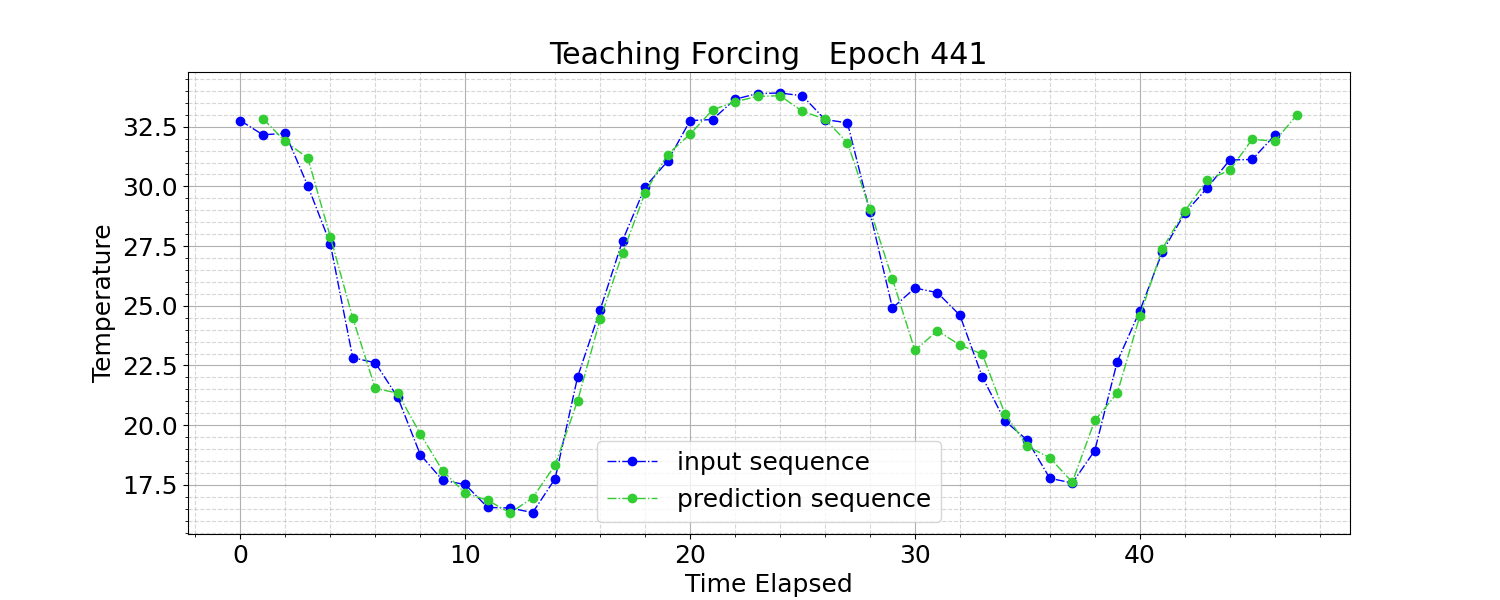 Teaching Forcing   Epoch 441
Temperature
32.5
30.0
27.5
25.0
22.5
20.0
17.5
input sequence
prediction sequence
0 10 20 30 40
Time Elapsed